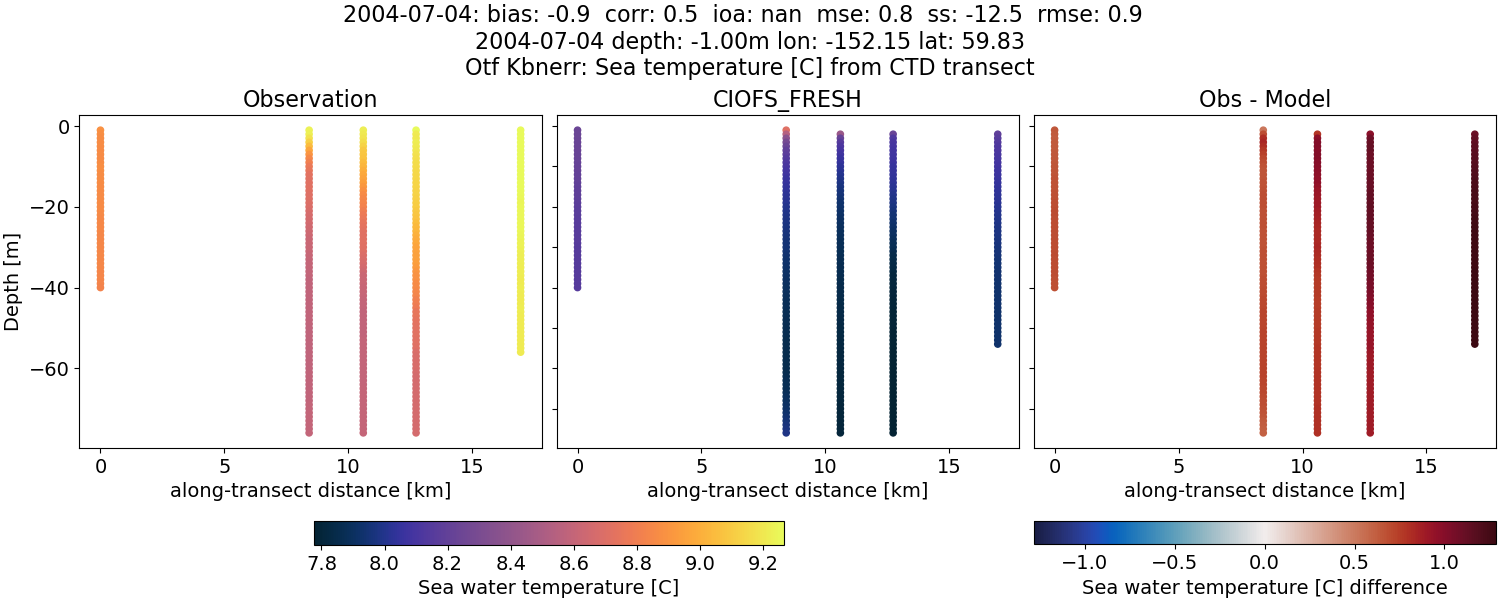 2004-07-04: bias: -0.9  corr: 0.5  ioa: nan  mse: 0.8  ss: -12.5  rmse: 0.9
2004-07-04 depth: -1.00m lon: -152.15 lat: 59.83
Otf Kbnerr: Sea temperature [C] from CTD transect
Observation
CIOFS_FRESH
Obs - Model
Depth [m]
0
−20
−40
−60
0 5 10 15
0 5 10 15
0 5 10 15
along-transect distance [km]
along-transect distance [km]
along-transect distance [km]
7.8 8.0 8.2 8.4 8.6 8.8 9.0 9.2
Sea water temperature [C]
−1.0 −0.5 0.0 0.5 1.0
Sea water temperature [C] difference